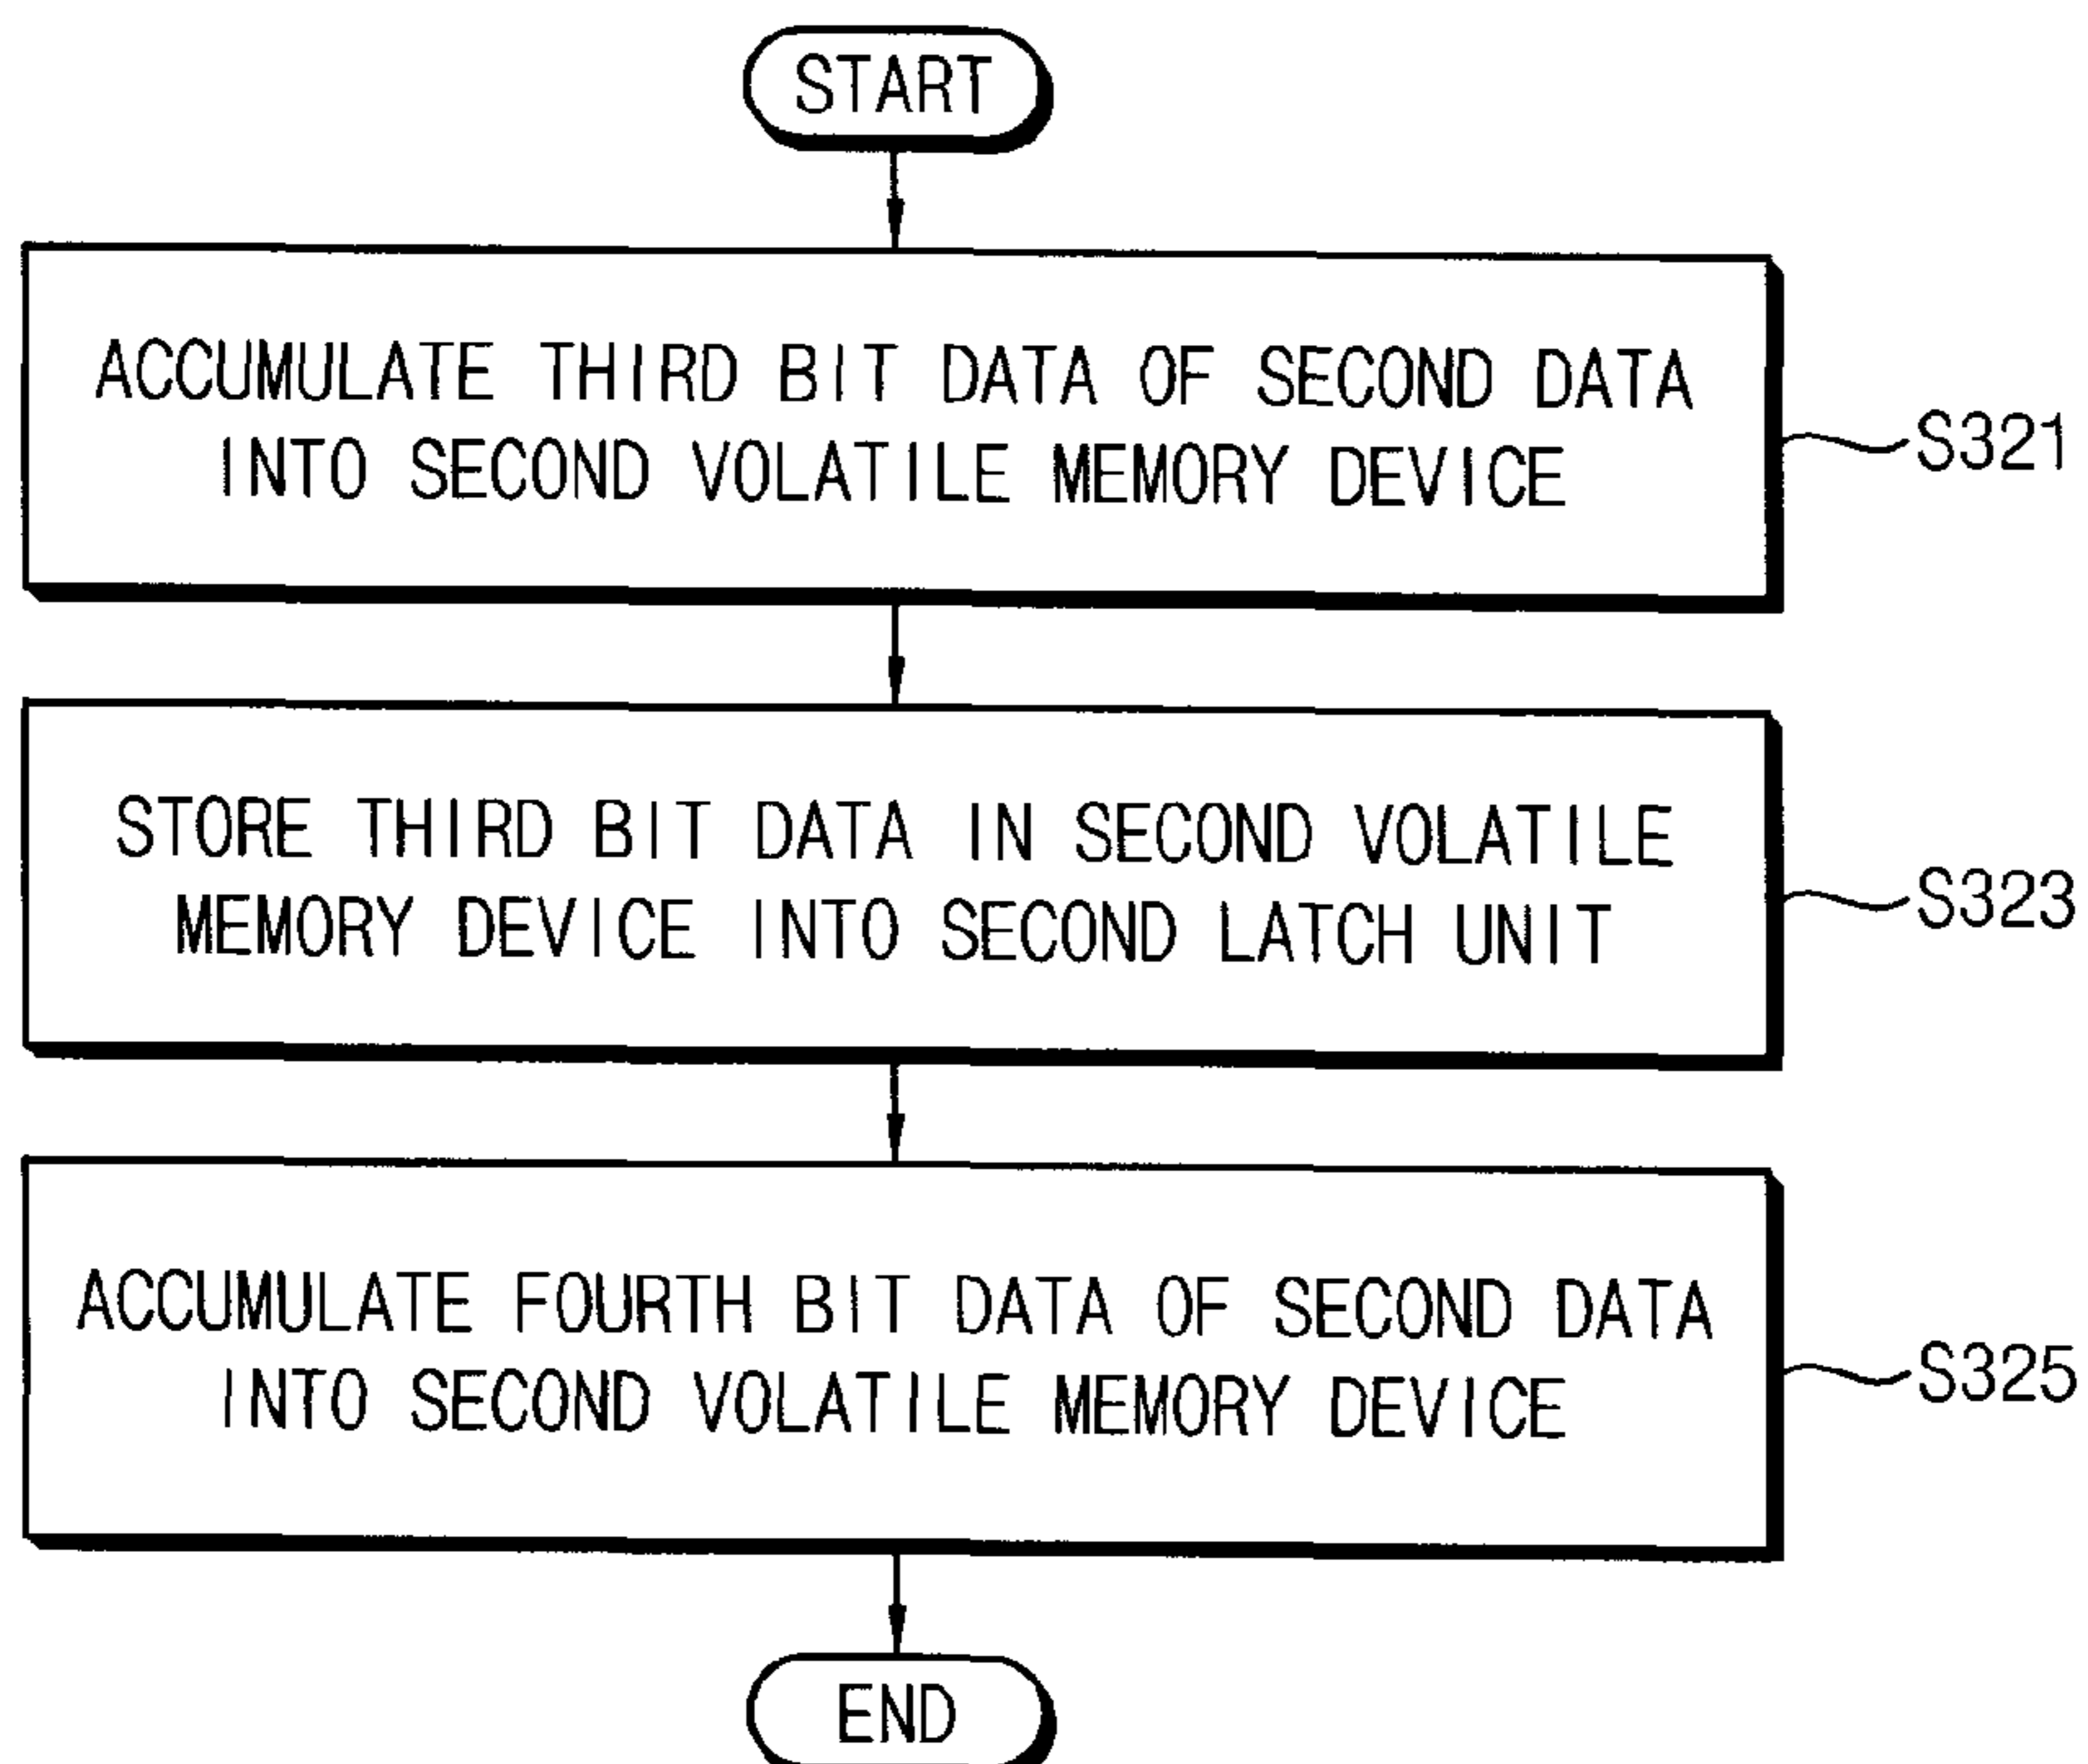 START
ACCUMULATE THIRD BIT DATA OF SECOND DATA
INTO SECOND VOLATILE MEMORY DEVICE
S321
STORE THIRD BIT DATA IN SECOND VOLATILE
MEMORY DEVICE INTO SECOND LATCH UNIT
S323
ACCUMULATE FOURTH BIT DATA OF SECOND DATA
INTO SECOND VOLATILE MEMORY DEVICE
S325
END